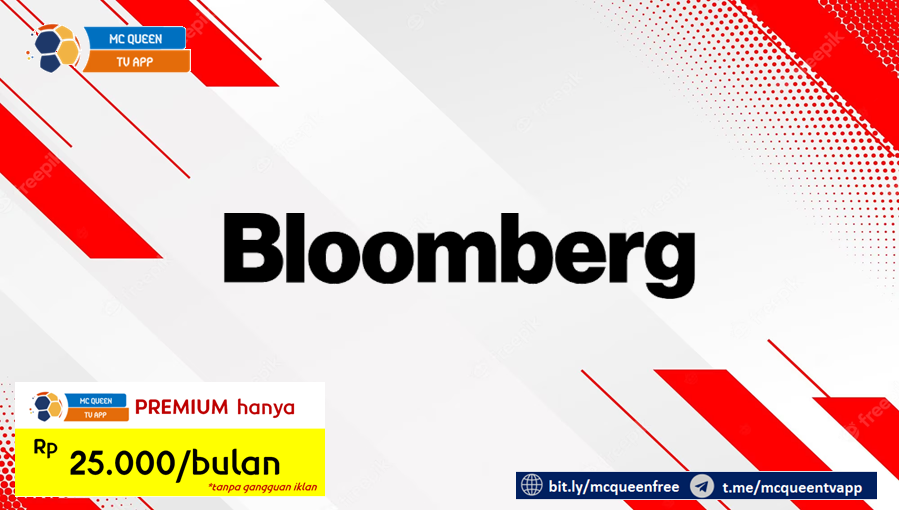 MC QUEEN
TV APP
Bloomberg
MC QUEEN
TV APP
PREMIUM hanya
Rp 25.000/bulan
*tanpa gangguan iklan
bit.ly/mcqueenfree t.me/mcqueentvapp
freepik